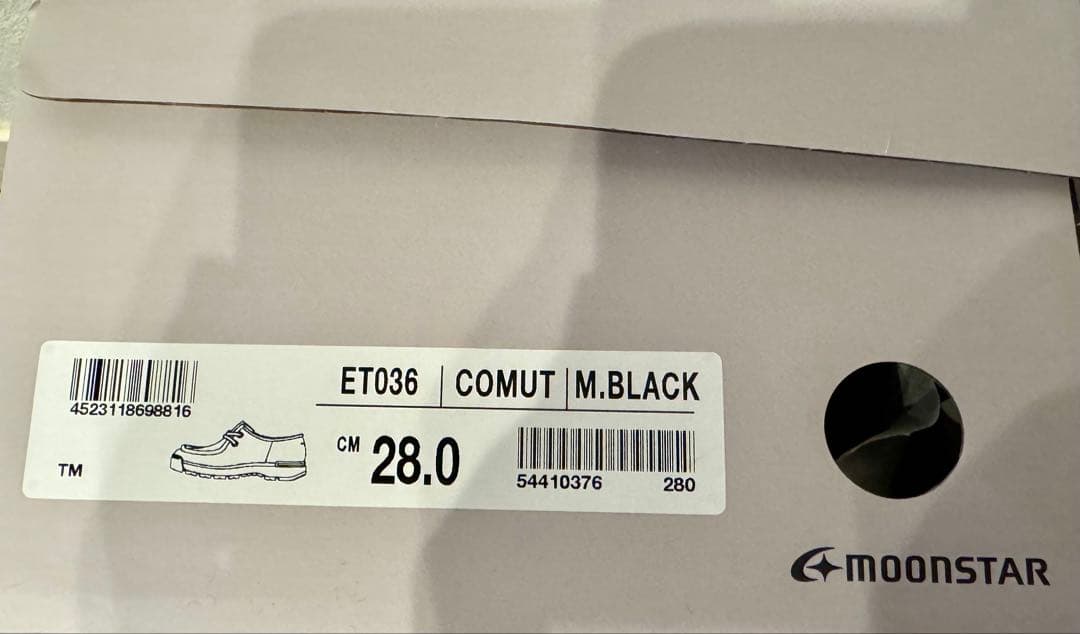 4523118698816
ET036 COMUT M.BLACK
TM
CM 28.0
54410376 280
MOONSTAR